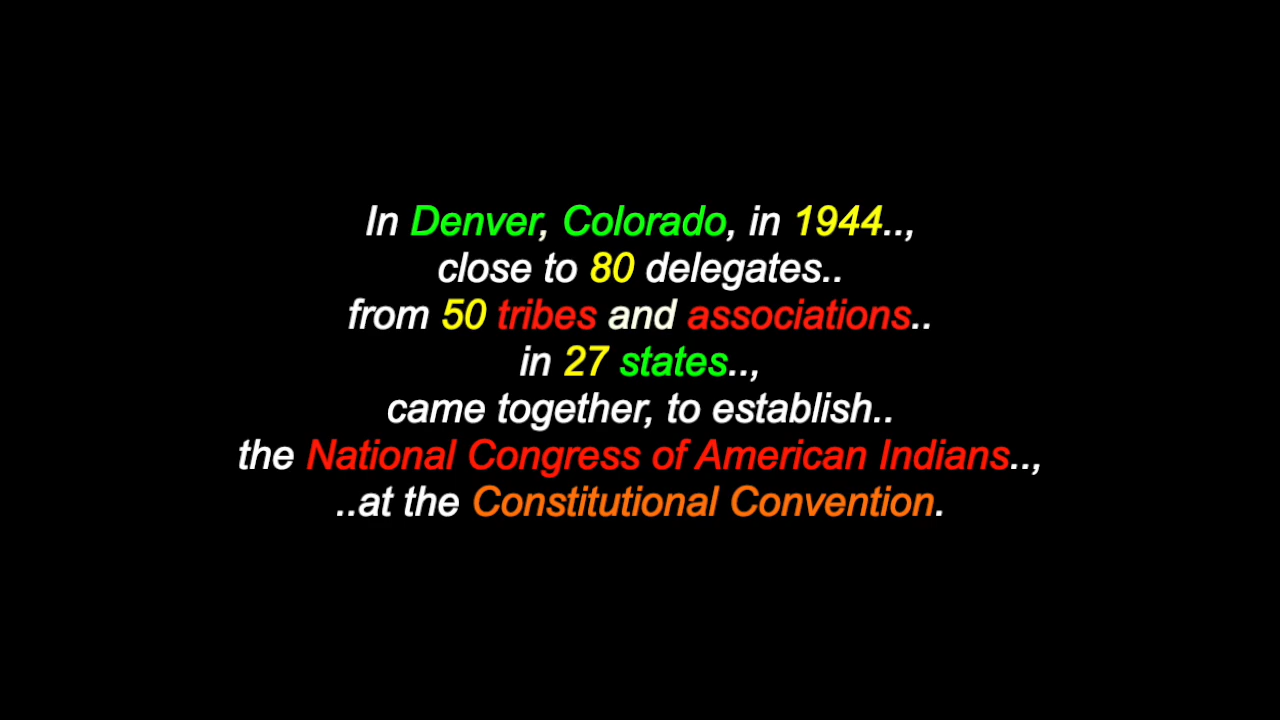 In Denver, Colorado, in 1944..,
close to 80 delegates..
from 50 tribes and associations..
in 27 states..,
came together, to establish..
the National Congress of American Indians..,
..at the Constitutional Convention.